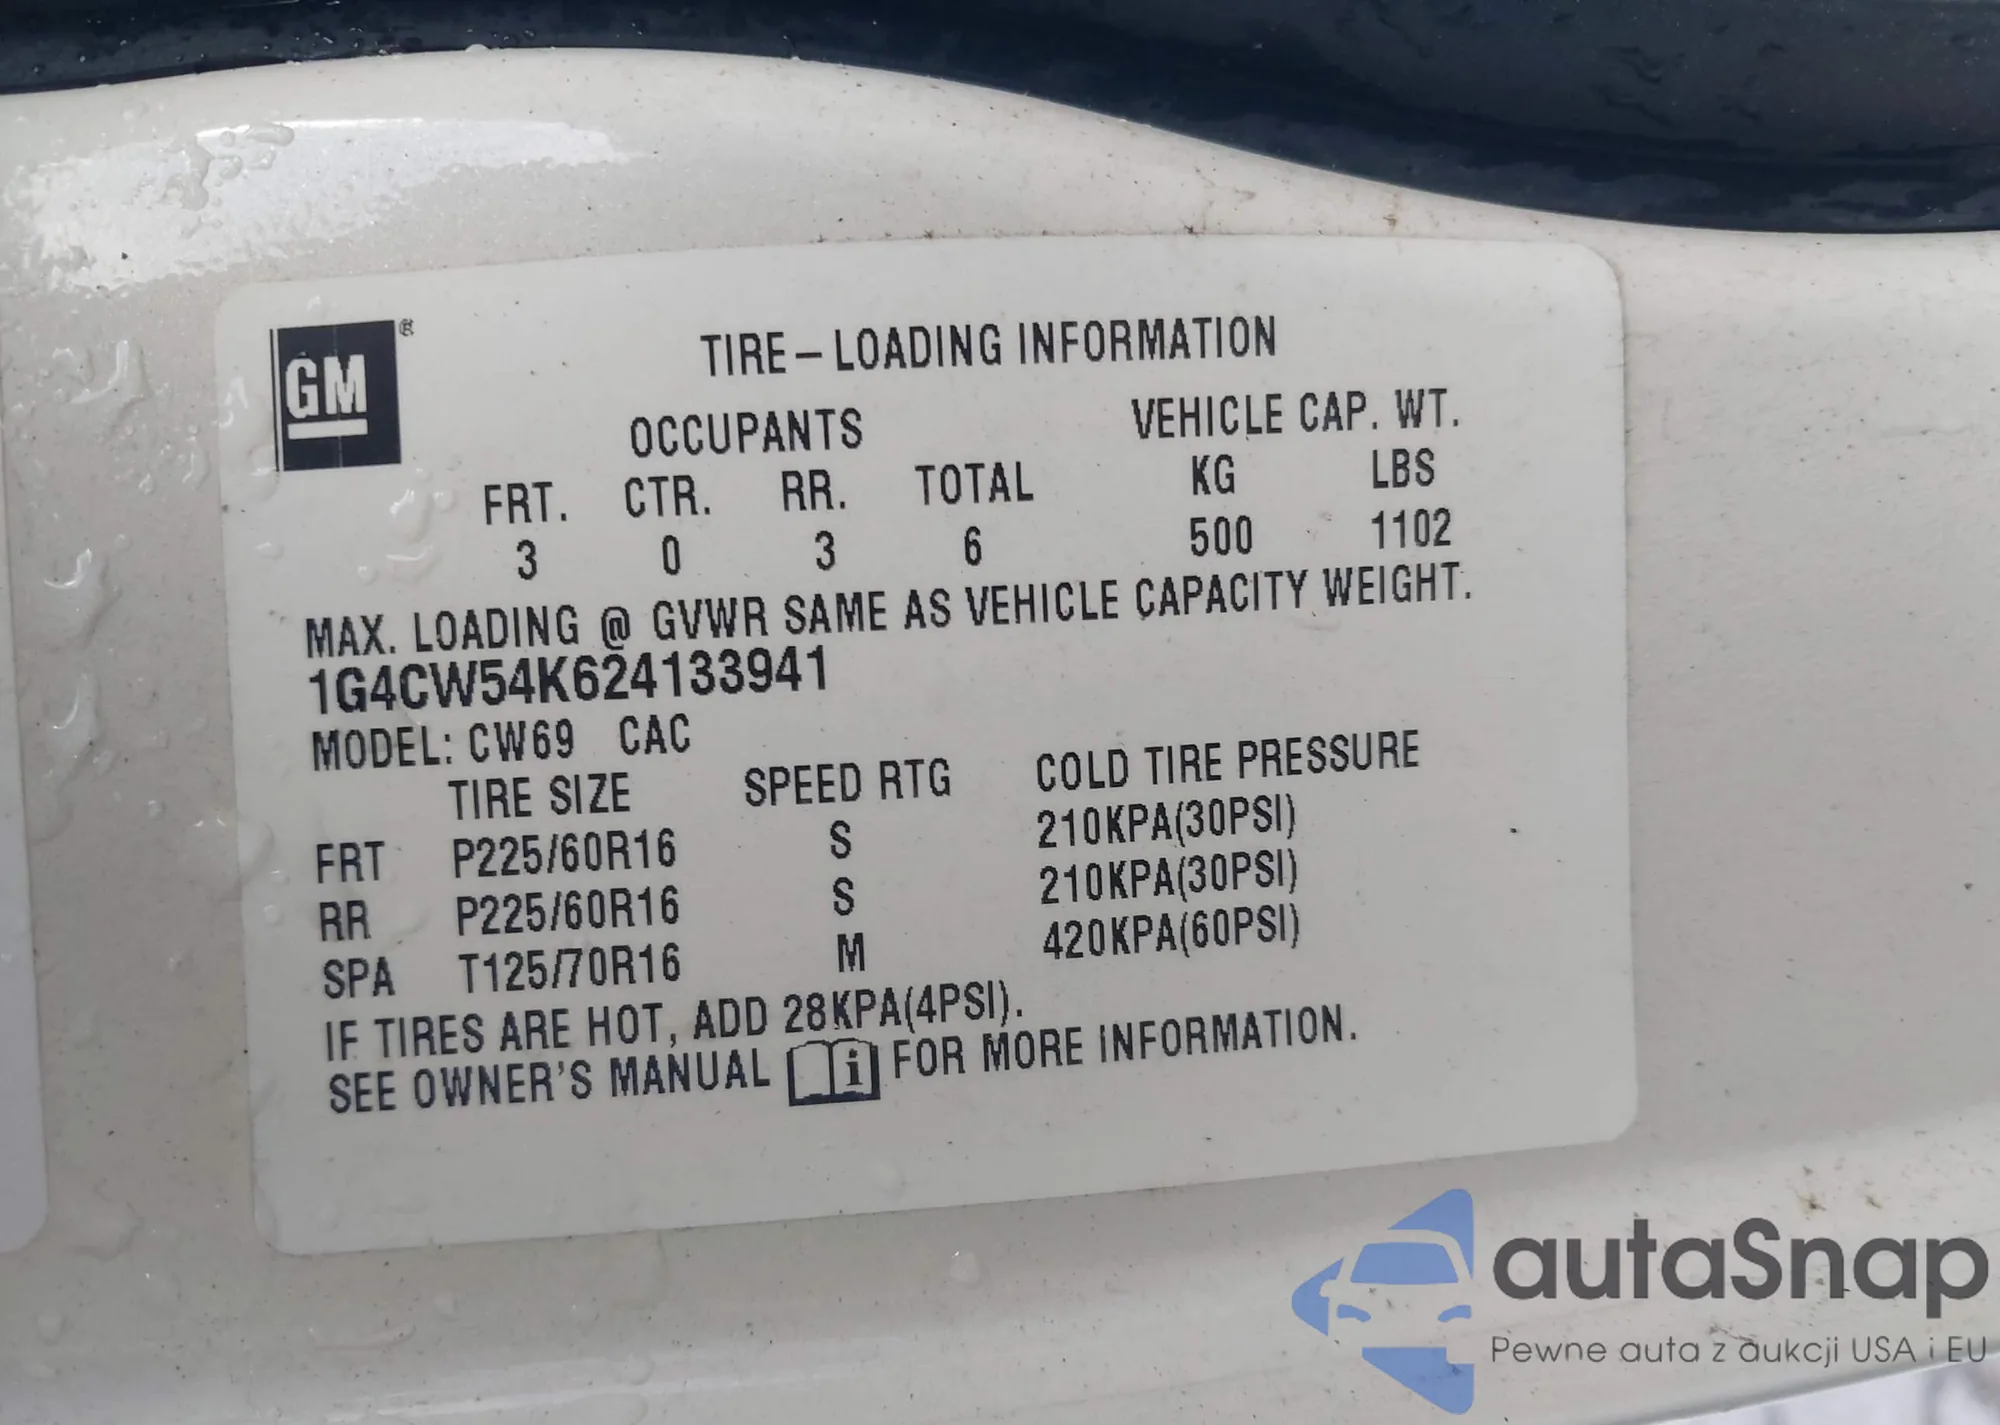 GM®
TIRE – LOADING INFORMATION
OCCUPANTS VEHICLE CAP. WT.
FRT. CTR. RR. TOTAL KG LBS
3 0 3 6 500 1102
MAX. LOADING @ GVWR SAME AS VEHICLE CAPACITY WEIGHT.
1G4CW54K624133941
MODEL: CW69 CAC
TIRE SIZE SPEED RTG COLD TIRE PRESSURE
FRT P225/60R16 S 210KPA(30PSI)
RR P225/60R16 S 210KPA(30PSI)
SPA T125/70R16 M 420KPA(60PSI)
IF TIRES ARE HOT, ADD 28KPA(4PSI).
SEE OWNER'S MANUAL i FOR MORE INFORMATION.
autaSnap
Pewne auta z aukcji USA i EU